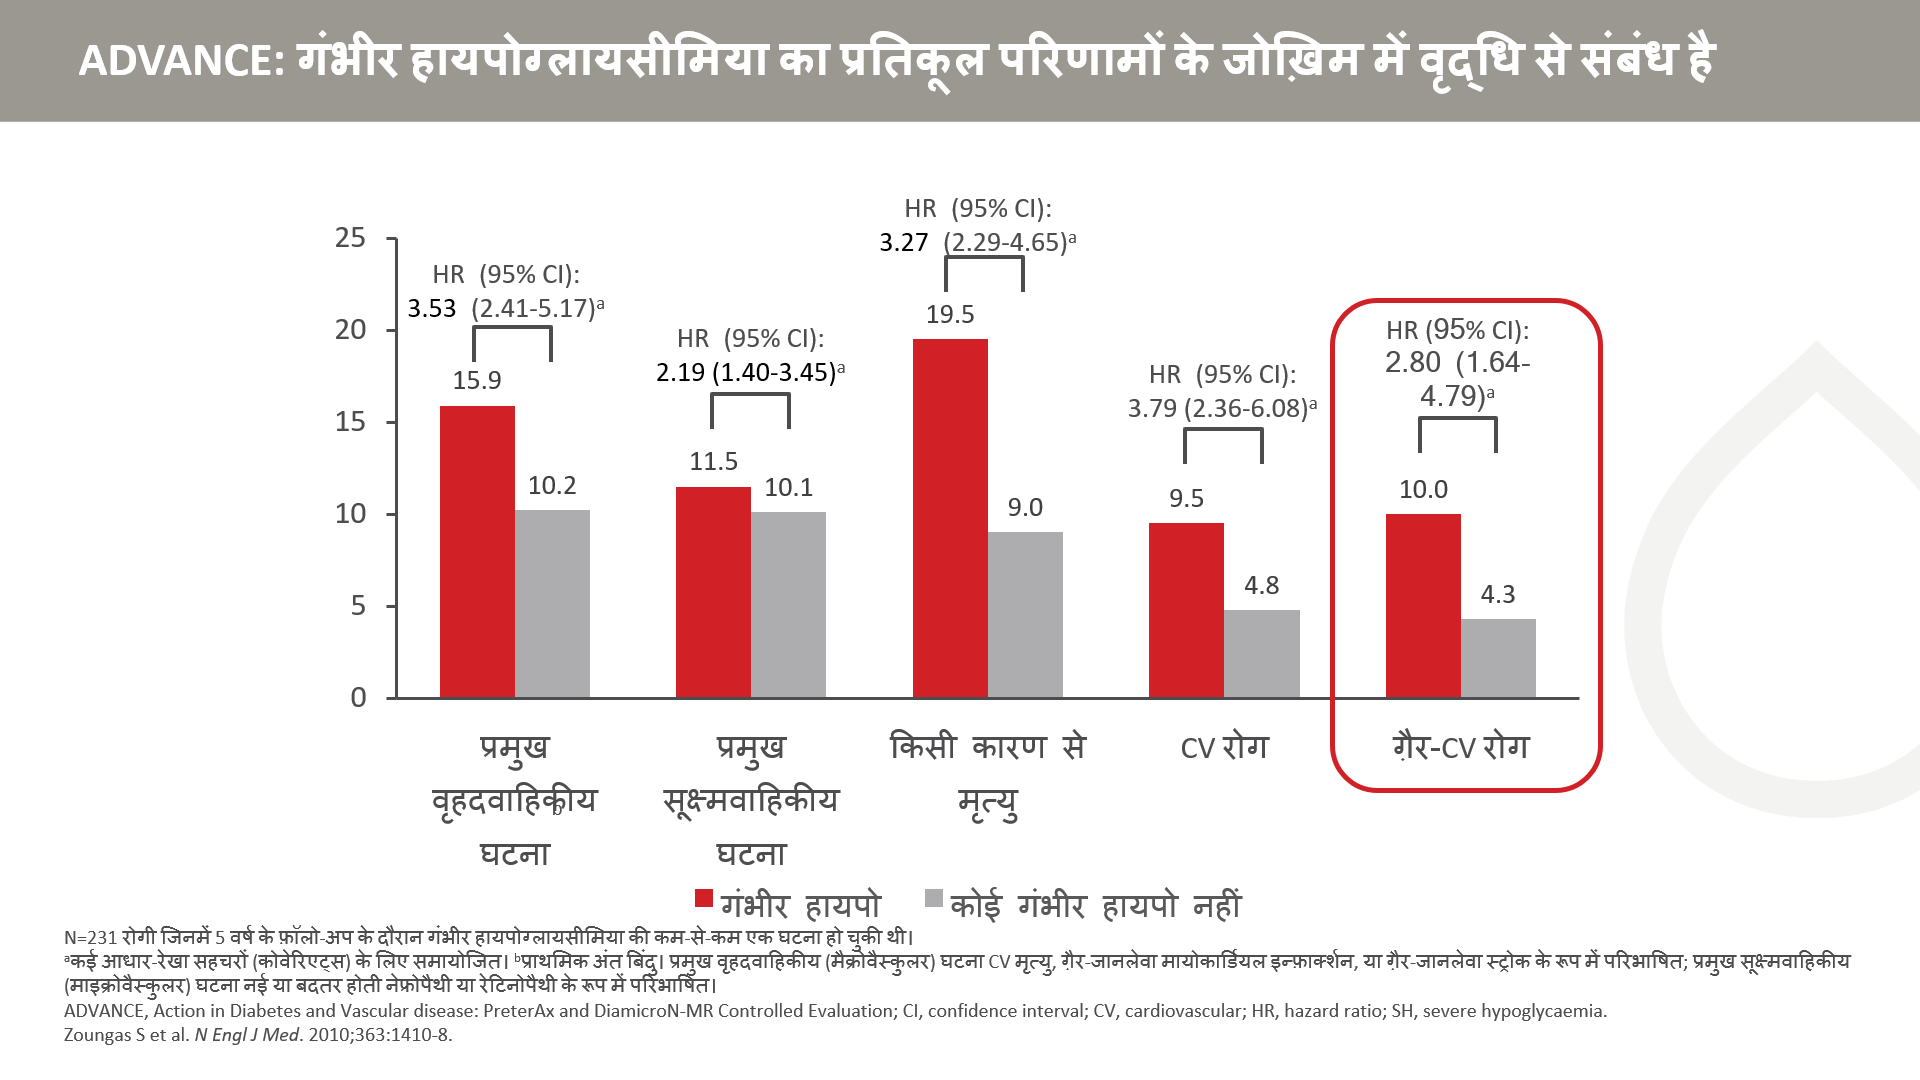 ADVANCE: गंभीर हायपोग्लायसीमिया का प्रतिकूल परिणामों के जोख़िम में वृद्धि से संबंध है
HR (95% CI):
3.53 (2.41-5.17)ᵃ
HR (95% CI):
2.19 (1.40-3.45)ᵃ
HR (95% CI):
3.27 (2.29-4.65)ᵃ
HR (95% CI):
3.79 (2.36-6.08)ᵃ
HR (95% CI):
2.80 (1.64-
4.79)ᵃ
25
20
15
10
5
0
15.9
10.2
11.5
10.1
19.5
9.0
9.5
4.8
10.0
4.3
प्रमुख
वृहदवाहिकीय
ᵇ
घटना
प्रमुख
सूक्ष्मवाहिकीय
घटना
किसी कारण से
मृत्यु
CV रोग
ग़ैर-CV रोग
गंभीर हायपो
कोई गंभीर हायपो नहीं
N=231 रोगी जिनमें 5 वर्ष के फ़ॉलो-अप के दौरान गंभीर हायपोग्लायसीमिया की कम-से-कम एक घटना हो चुकी थी।
ᵃकई आधार-रेखा सहचरों (कोवेरिएट्स) के लिए समायोजित। ᵇप्राथमिक अंत बिंदु। प्रमुख वृहदवाहिकीय (मैक्रोवैस्कुलर) घटना CV मृत्यु, ग़ैर-जानलेवा मायोकार्डियल इन्फ़ार्क्शन, या ग़ैर-जानलेवा स्ट्रोक के रूप में परिभाषित; प्रमुख सूक्ष्मवाहिकीय
(माइक्रोवैस्कुलर) घटना नई या बदतर होती नेफ्रोपैथी या रेटिनोपैथी के रूप में परिभाषित।
ADVANCE, Action in Diabetes and Vascular disease: PreterAx and DiamicroN-MR Controlled Evaluation; CI, confidence interval; CV, cardiovascular; HR, hazard ratio; SH, severe hypoglycaemia.
Zoungas S et al. N Engl J Med. 2010;363:1410-8.